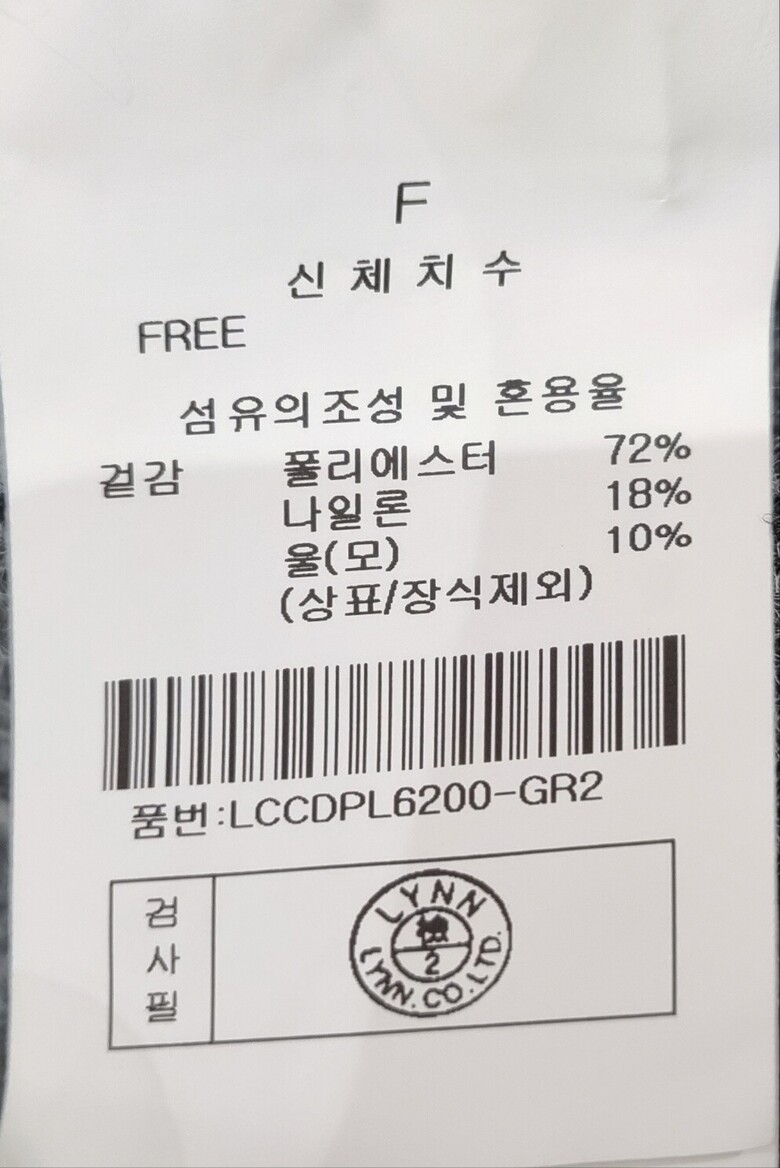 F
신체치수
FREE
섬유의조성 및 혼용율
겉감 폴리에스터 72%
나일론 18%
울(모) 10%
(상표/장식제외)
품번:LCCDPL6200-GR2
검사필
LYNN
檢
2
LYNN.CO.LTD.